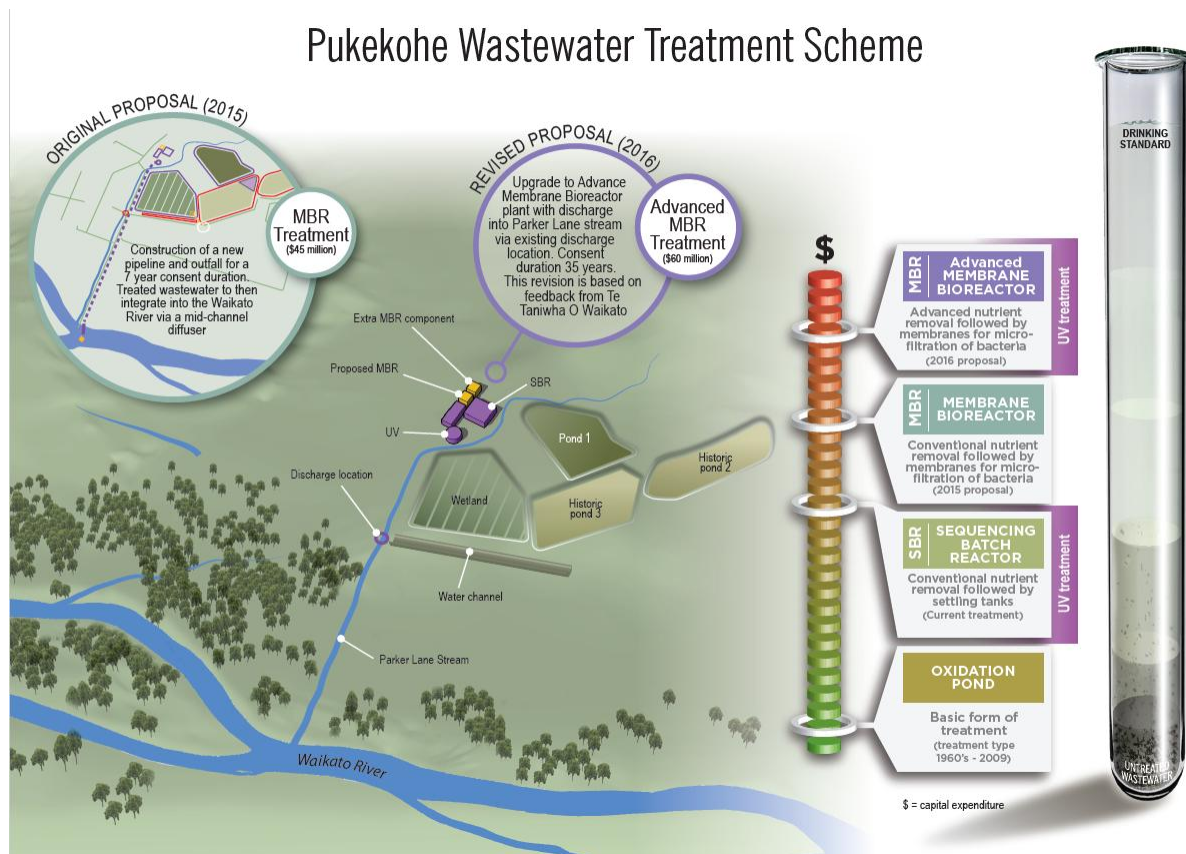 Pukekohe Wastewater Treatment Scheme
ORIGINAL PROPOSAL (2015)
MBR
Treatment
($45 million)
Construction of a new
pipeline and outfall for a
7 year consent duration.
Treated wastewater to then
integrate into the Waikato
River via a mid-channel
diffuser
REVISED PROPOSAL (2016)
Upgrade to Advance
Membrane Bioreactor
plant with discharge
into Parker Lane stream
via existing discharge
location. Consent
duration 35 years.
This revision is based on
feedback from Te
Taniwha O Waikato
Advanced
MBR
Treatment
($60 million)
Extra MBR component
Proposed MBR
SBR
UV
Discharge location
Pond 1
Historic
pond 2
Wetland
Historic
pond 3
Water channel
Parker Lane Stream
Waikato River
$
MBR
Advanced
MEMBRANE
BIOREACTOR
Advanced nutrient
removal followed by
membranes for micro-
filtration of bacteria
(2016 proposal)
UV treatment
MBR
MEMBRANE
BIOREACTOR
Conventional nutrient
removal followed by
membranes for micro-
filtration of bacteria
(2015 proposal)
SBR
SEQUENCING
BATCH
REACTOR
Conventional nutrient
removal followed by
settling tanks
(Current treatment)
UV treatment
OXIDATION
POND
Basic form of
treatment
(treatment type
1960's - 2009)
$ = capital expenditure
DRINKING
STANDARD
UNTREATED
WASTEWATER